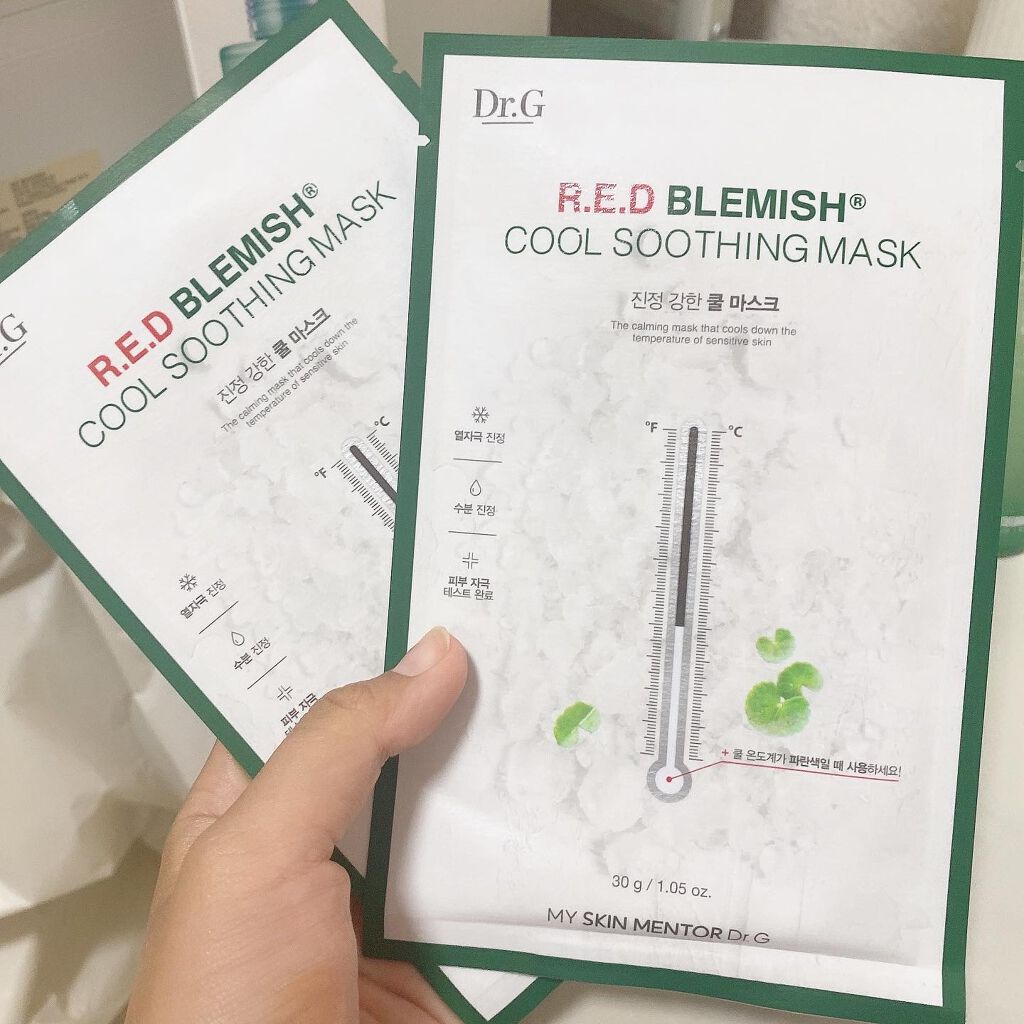 Dr.G
R.E.D BLEMISH®
COOL SOOTHING MASK
진정 강한 쿨 마스크
The calming mask that cools down the
temperature of sensitive skin
°F
°C
열자극 진정
수분 진정
피부 자극
테스트 완료
+ 쿨 온도계가 파란색일 때 사용하세요!
30 g / 1.05 oz.
MY SKIN MENTOR Dr.G
.G
R.E.D BLEMISH®
COOL SOOTHING MASK
진정 강한 쿨 마스크
The calming mask that cools down the
temperature of sensitive skin
°F
°C
열자극 진정
수분 진정
피부 자극